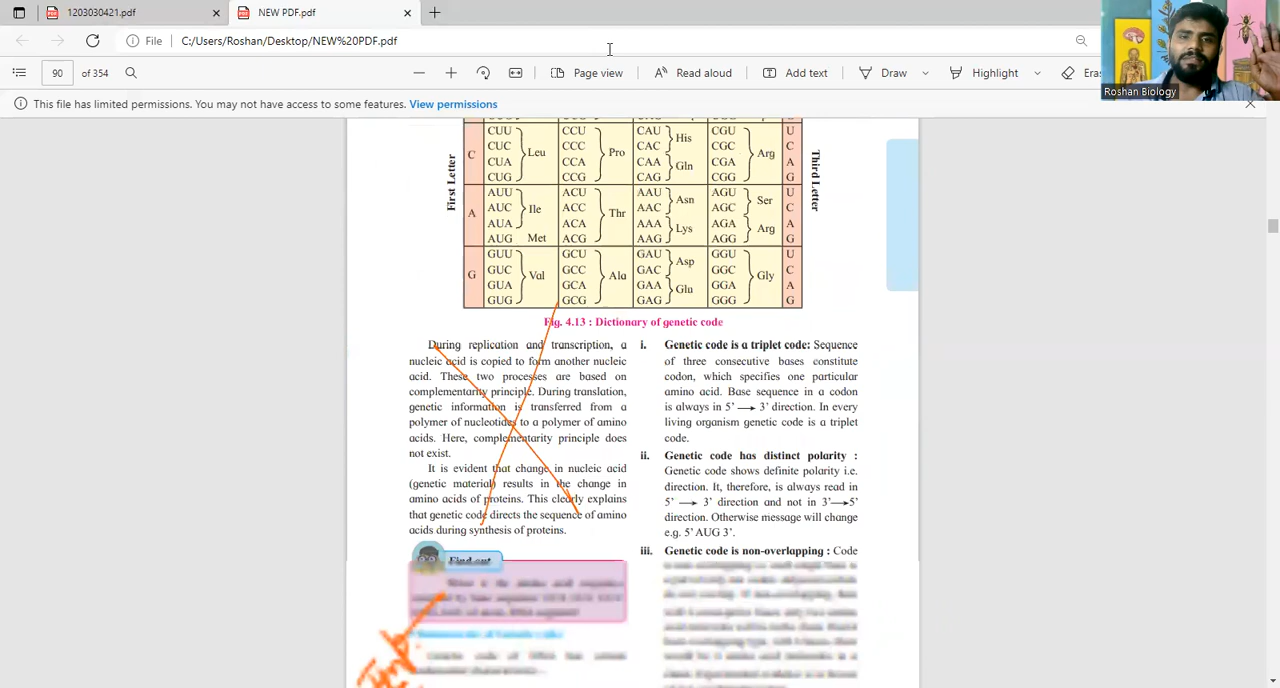 1203030421.pdf
NEW PDF.pdf
File
C:/Users/Roshan/Desktop/NEW%20PDF.pdf
90 of 354
Page view
Read aloud
Add text
Draw
Highlight
Roshan Biology
This file has limited permissions. You may not have access to some features. View permissions
First Letter
Third Letter
C
CUU
CUC
CUA
CUG
Leu
CCU
CCC
CCA
CCG
Pro
CAU
CAC
His
CAA
CAG
Gln
CGU
CGC
CGA
CGG
Arg
U
C
A
G
A
AUU
AUC
AUA
Ile
AUG Met
ACU
ACC
ACA
ACG
Thr
AAU
AAC
Asn
AAA
AAG
Lys
AGU
AGC
Ser
AGA
AGG
Arg
U
C
A
G
G
GUU
GUC
GUA
GUG
Val
GCU
GCC
GCA
GCG
Ala
GAU
GAC
Asp
GAA
GAG
Glu
GGU
GGC
GGA
GGG
Gly
U
C
A
G
Fig. 4.13 : Dictionary of genetic code
During replication and transcription, a
nucleic acid is copied to form another nucleic
acid. These two processes are based on
complementarity principle. During translation,
genetic information is transferred from a
polymer of nucleotides to a polymer of amino
acids. Here, complementarity principle does
not exist.
It is evident that change in nucleic acid
(genetic material) results in the change in
amino acids of proteins. This clearly explains
that genetic code directs the sequence of amino
acids during synthesis of proteins.
Find out
Imp
i. Genetic code is a triplet code: Sequence
of three consecutive bases constitute
codon, which specifies one particular
amino acid. Base sequence in a codon
is always in 5’ → 3’ direction. In every
living organism genetic code is a triplet
code.
ii. Genetic code has distinct polarity :
Genetic code shows definite polarity i.e.
direction. It, therefore, is always read in
5’ → 3’ direction and not in 3’→5’
direction. Otherwise message will change
e.g. 5’ AUG 3’.
iii. Genetic code is non-overlapping : Code